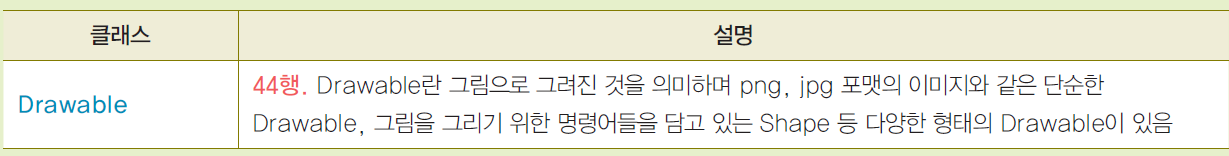 클래스 설명
Drawable 44행. Drawable란 그림으로 그려진 것을 의미하며 png, jpg 포맷의 이미지와 같은 단순한
Drawable, 그림을 그리기 위한 명령어들을 담고 있는 Shape 등 다양한 형태의 Drawable이 있음